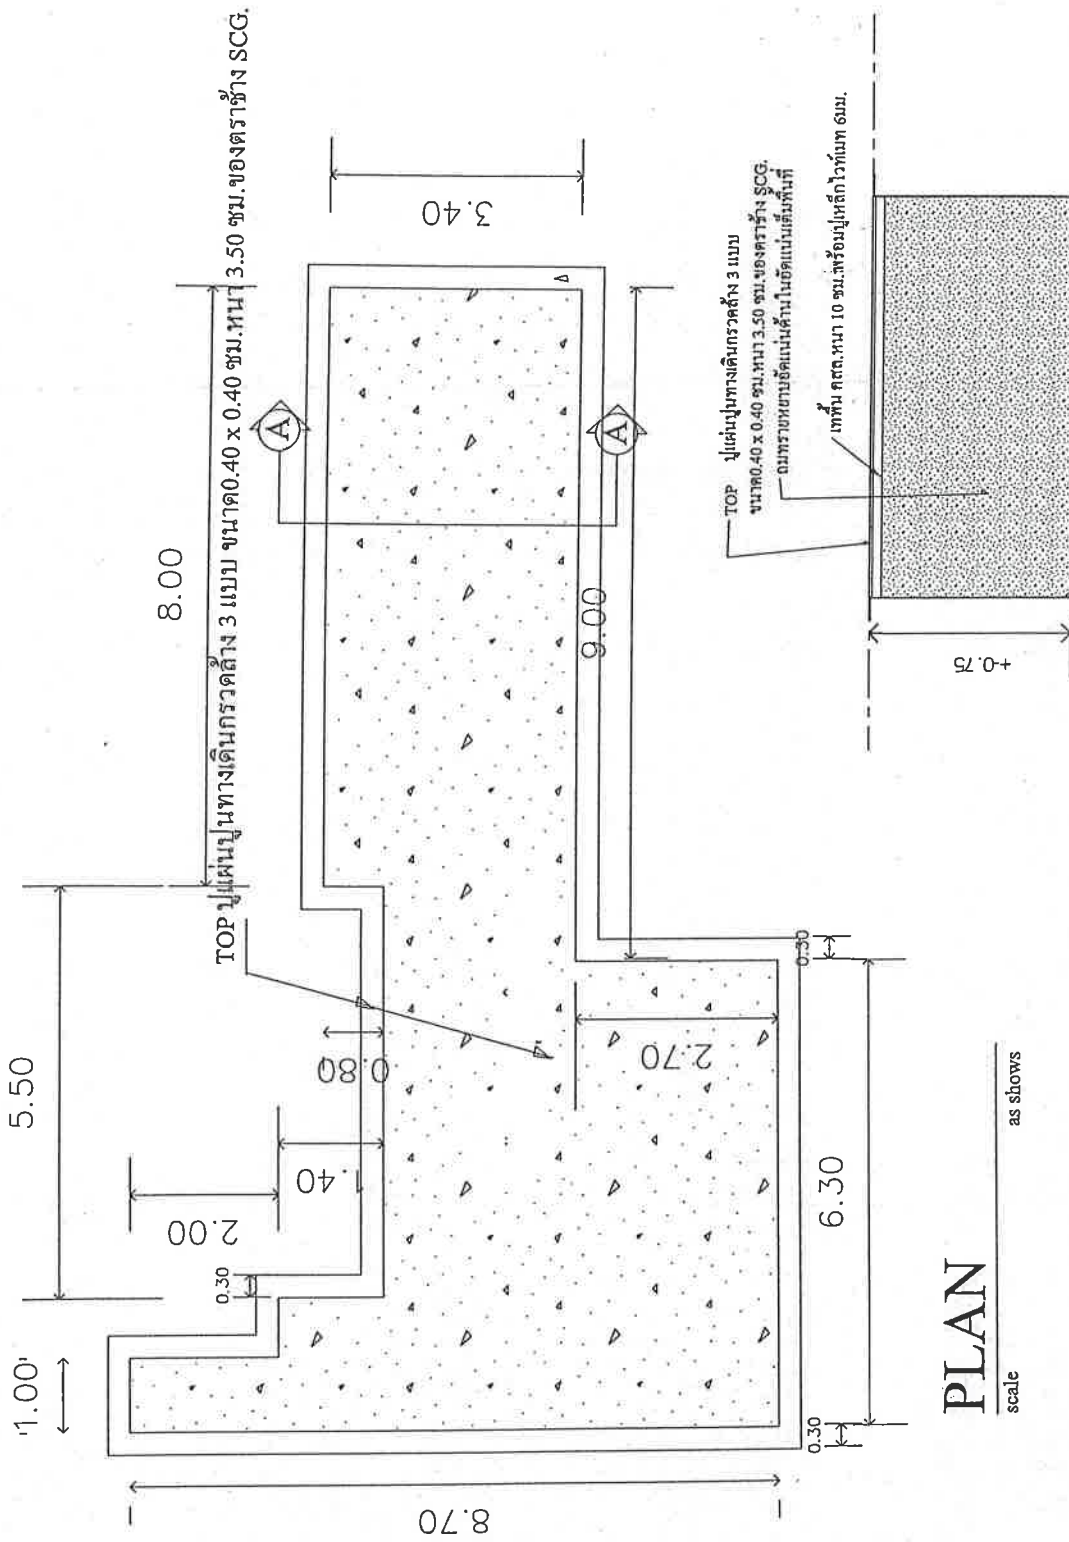 TOP ปูแผ่นปูนทางเดินกรวดล้าง 3 แบบ ขนาด0.40 x 0.40 ซม.หนา 3.50 ซม.ของตราช้าง SCG.
1.00
5.50
8.00
8.70
2.00
.40
0.80
0.30
3.40
A
A
9.00
2.70
0.30
0.30
6.30
TOP ปูแผ่นปูนทางเดินกรวดล้าง 3 แบบ
ขนาด0.40 x 0.40 ซม.หนา 3.50 ซม.ของตราช้าง SCG.
ถมทรายหยาบอัดแน่นด้านในอัดแน่นเต็มพื้นที่
เทพื้น คสล.หนา 10 ซม.พร้อมปูเหล็กไวท์เมท 6มม.
+-0.75
PLAN
scale as shows